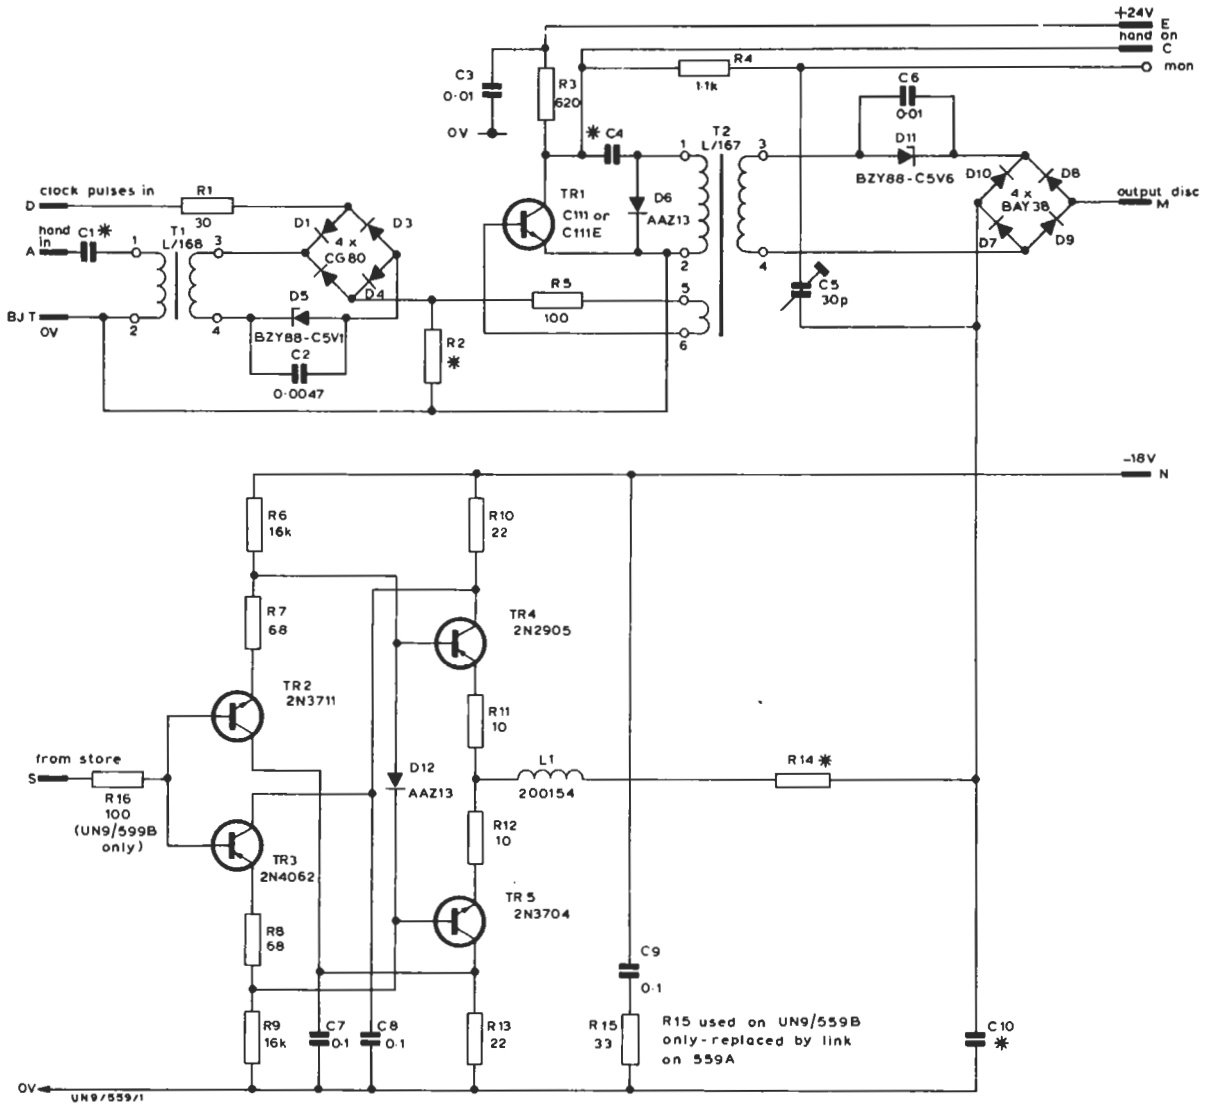 +24V
E
hand on
C
mon
R4
1·1k
C3
0·01
0V
R3
620
C6
0·01
* C4
T2
L/167
1
3
D11
BZY88-C5V6
D10
D8
4 x
BAY38
D7
D9
output disc
M
clock pulses in
D
R1
30
TR1
C111 or
C111E
D6
AAZ13
hand
in
A
C1 *
1
T1
L/168
3
D1
D3
4 x
CG80
D4
2
4
R5
100
5
6
C5
30p
BJT
0V
2
4
D5
BZY88-C5V1
C2
0·0047
R2
*
-18V
N
R6
16k
R10
22
R7
68
TR4
2N2905
TR2
2N3711
R11
10
from store
S
R16
100
(UN9/599B
only)
D12
AAZ13
L1
200154
R14 *
R12
10
TR3
2N4062
TR5
2N3704
R8
68
C9
0·1
R9
16k
C7
0·1
C8
0·1
R13
22
R15
33
R15 used on UN9/559B
only-replaced by link
on 559A
C10
*
0V
UN9/559/1